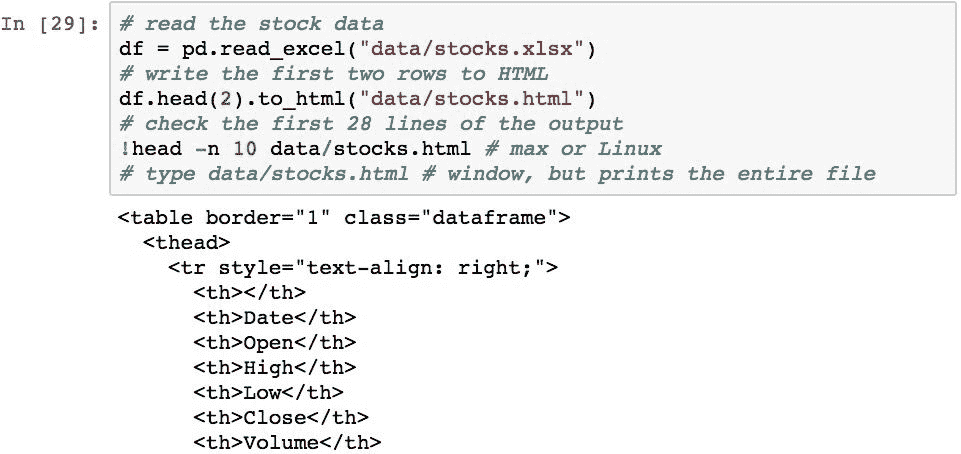 In [29]: # read the stock data
df = pd.read_excel("data/stocks.xlsx")
# write the first two rows to HTML
df.head(2).to_html("data/stocks.html")
# check the first 28 lines of the output
!head -n 10 data/stocks.html # max or Linux
# type data/stocks.html # window, but prints the entire file
<table border="1" class="dataframe">
  <thead>
    <tr style="text-align: right;">
      <th></th>
      <th>Date</th>
      <th>Open</th>
      <th>High</th>
      <th>Low</th>
      <th>Close</th>
      <th>Volume</th>